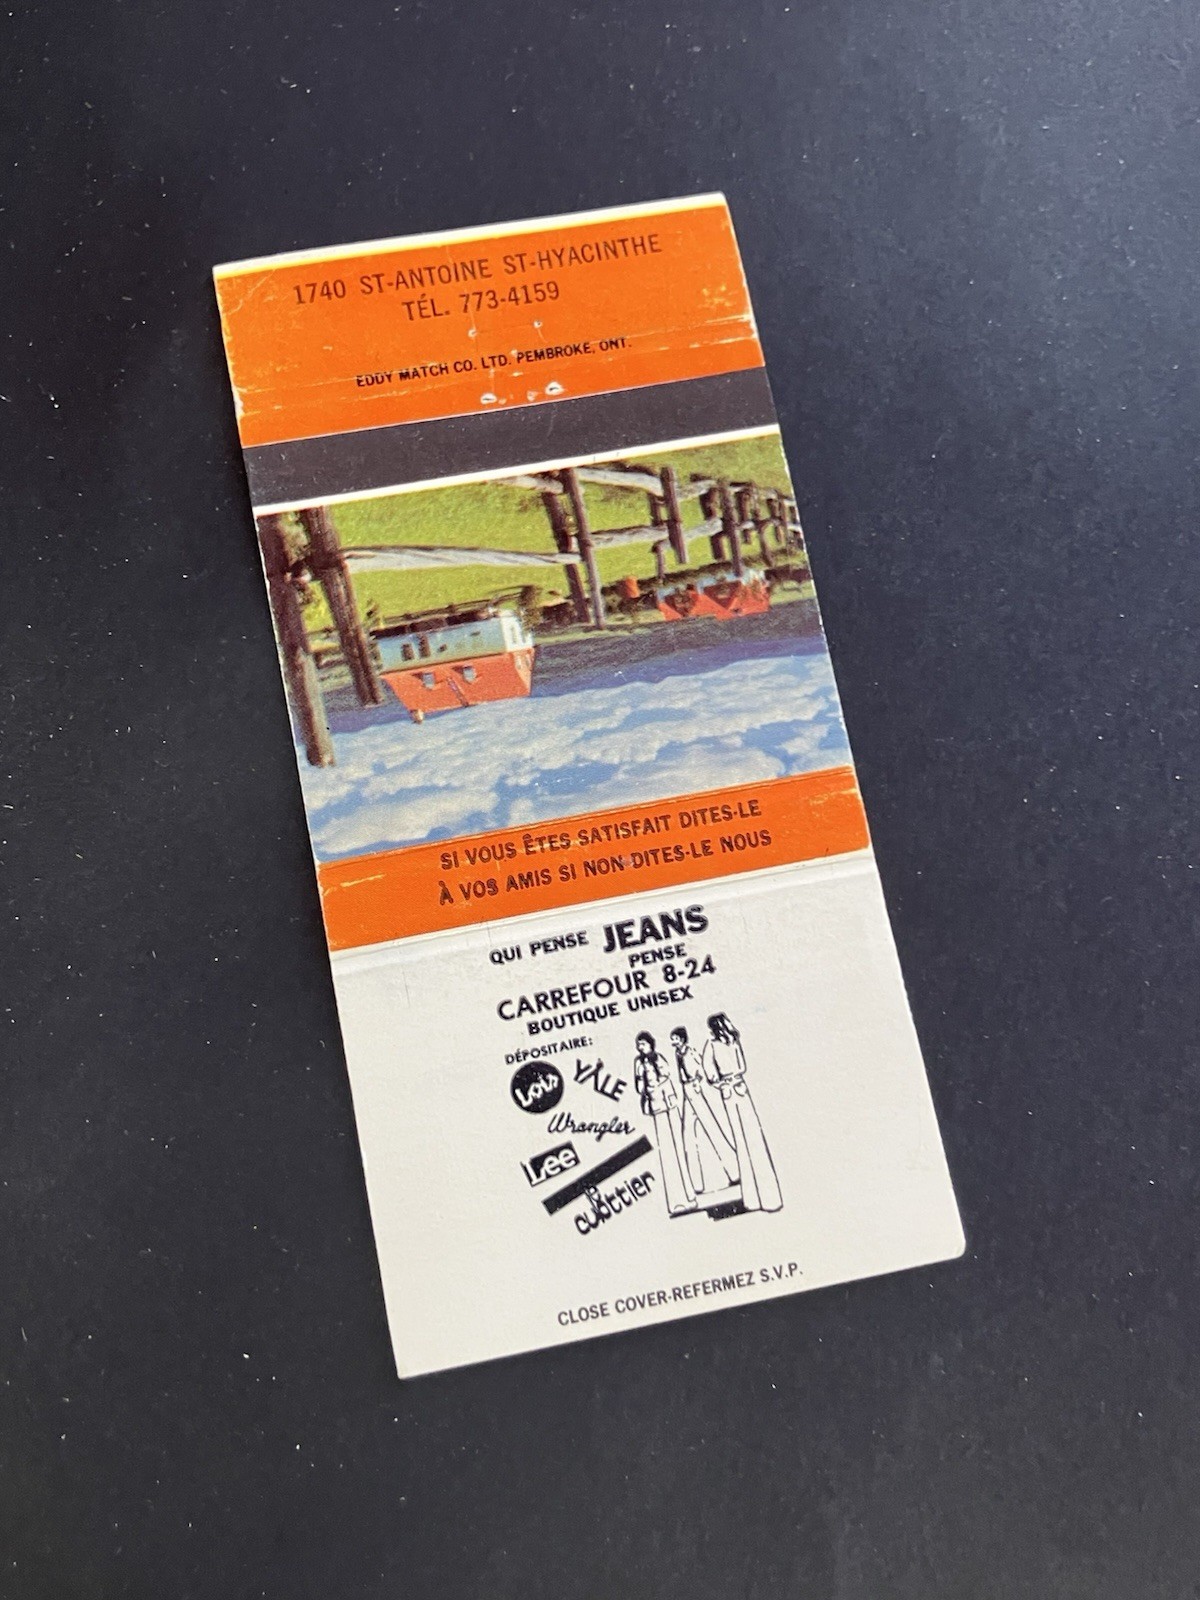 1740 ST-ANTOINE ST-HYACINTHE
TÉL. 773-4159
EDDY MATCH CO. LTD. PEMBROKE, ONT.
SI VOUS ÊTES SATISFAIT DITES-LE
À VOS AMIS SI NON-DITES-LE NOUS
QUI PENSE JEANS
PENSE
CARREFOUR 8-24
BOUTIQUE UNISEX
DÉPOSITAIRE:
Lois
YALE
Wrangler
Lee
le
culottier
CLOSE COVER-REFERMEZ S.V.P.